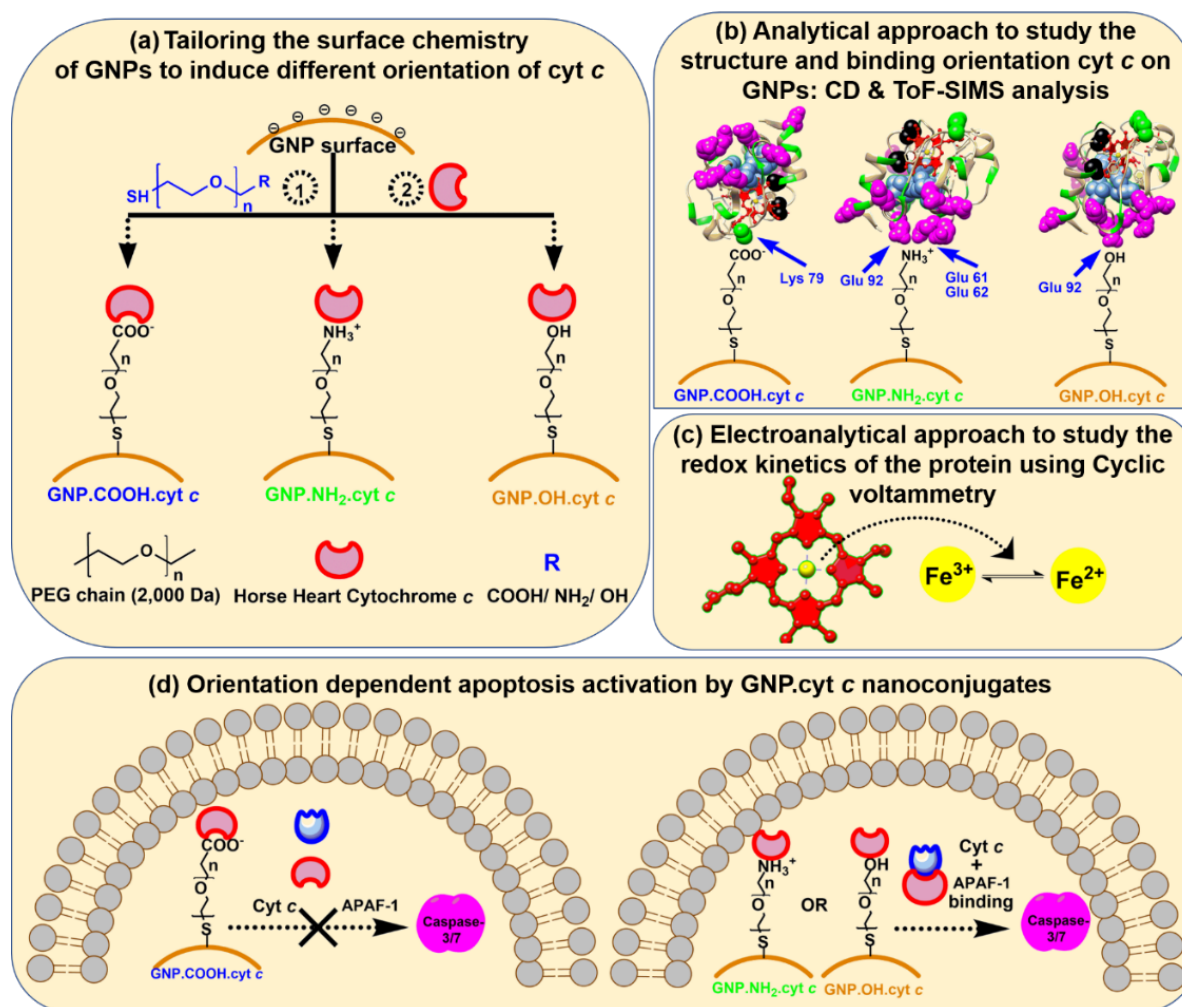 (a) Tailoring the surface chemistry
of GNPs to induce different orientation of cyt c
GNP surface
SH
O
R
n
1
2
COO⁻
n
O
S
GNP.COOH.cyt c
NH₃⁺
n
O
S
GNP.NH₂.cyt c
OH
n
O
S
GNP.OH.cyt c
O
n
PEG chain (2,000 Da)
Horse Heart Cytochrome c
R
COOH/ NH₂/ OH
(b) Analytical approach to study the
structure and binding orientation cyt c on
GNPs: CD & ToF-SIMS analysis
COO⁻
Lys 79
n
O
S
GNP.COOH.cyt c
Glu 92
NH₃⁺
Glu 61
Glu 62
n
O
S
GNP.NH₂.cyt c
Glu 92
OH
n
O
S
GNP.OH.cyt c
(c) Electroanalytical approach to study the
redox kinetics of the protein using Cyclic
voltammetry
Fe³⁺
Fe²⁺
(d) Orientation dependent apoptosis activation by GNP.cyt c nanoconjugates
COO⁻
n
O
S
GNP.COOH.cyt c
Cyt c
APAF-1
Caspase-
3/7
NH₃⁺
n
O
S
GNP.NH₂.cyt c
OR
OH
n
O
S
GNP.OH.cyt c
Cyt c
+
APAF-1
binding
Caspase-
3/7